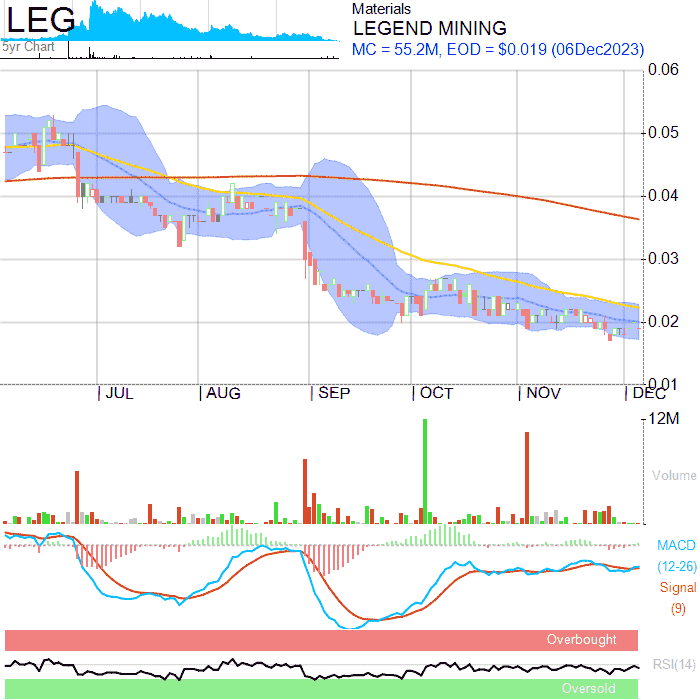 LEG
5yr Chart
Materials
LEGEND MINING
MC = 55.2M, EOD = $0.019 (06Dec2023)
0.06
0.05
0.04
0.03
0.02
0.01
JUL AUG SEP OCT NOV DEC
12M
Volume
MACD
(12-26)
Signal
(9)
Overbought
RSI(14)
Oversold